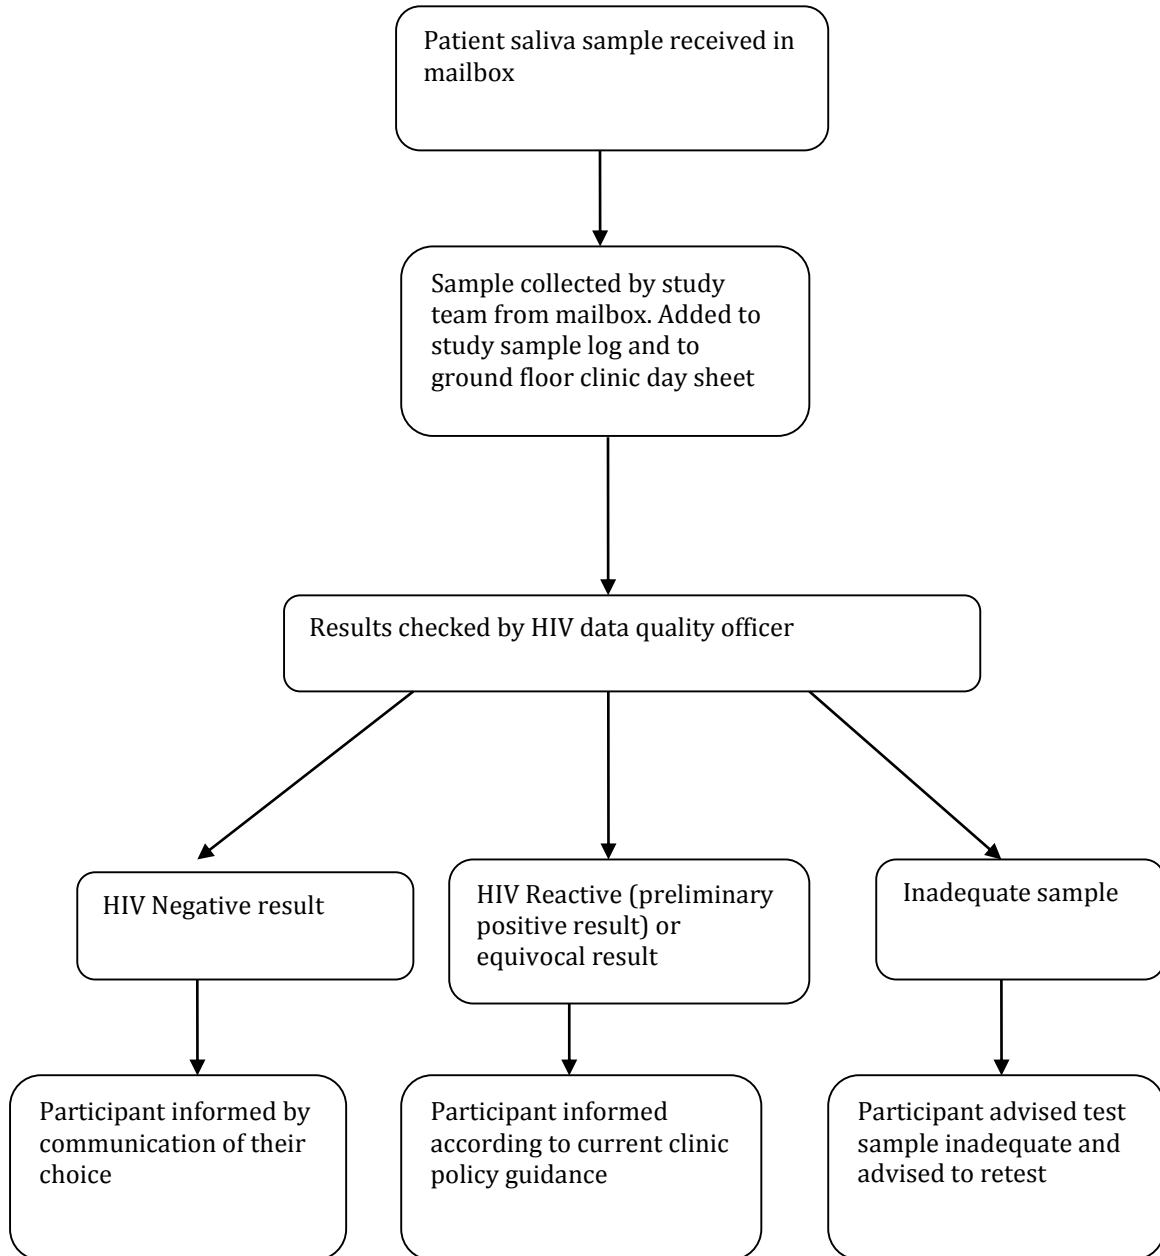 Patient saliva sample received in
mailbox
Sample collected by study
team from mailbox. Added to
study sample log and to
ground floor clinic day sheet
Results checked by HIV data quality officer
HIV Negative result
HIV Reactive (preliminary
positive result) or
equivocal result
Inadequate sample
Participant informed by
communication of their
choice
Participant informed
according to current clinic
policy guidance
Participant advised test
sample inadequate and
advised to retest